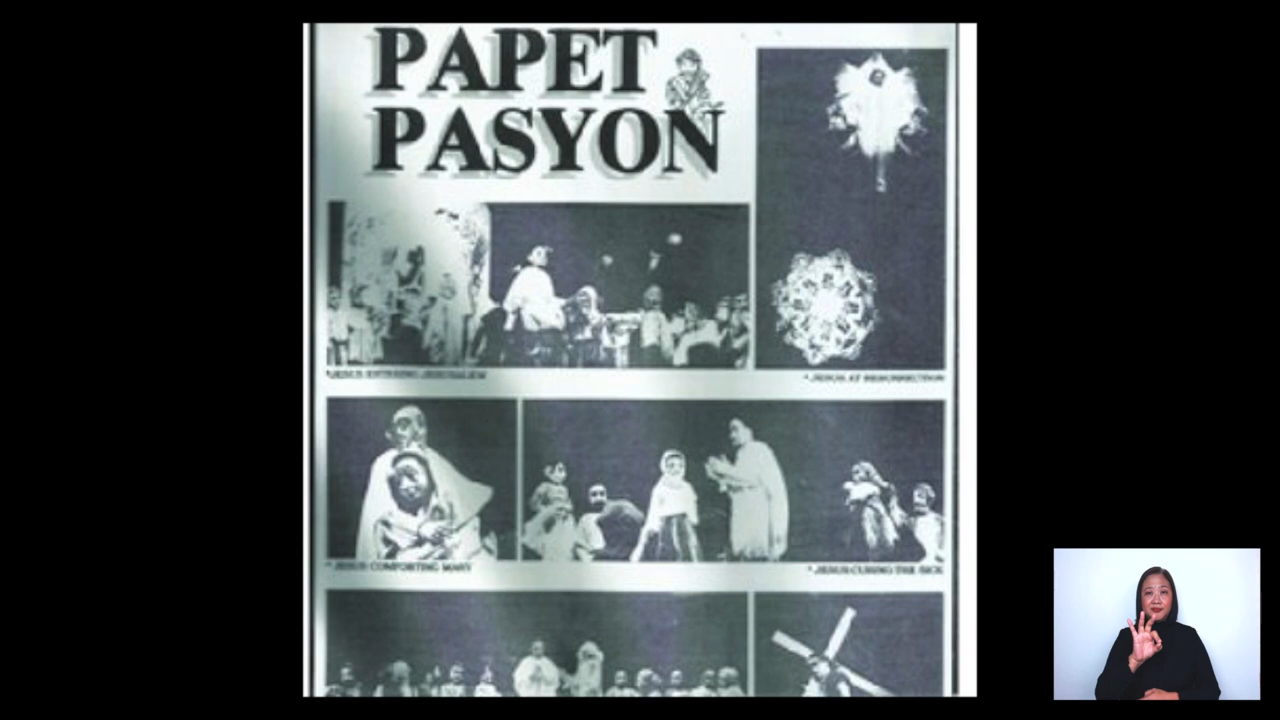 PAPET
PASYON
*JESUS ENTERING JERUSALEM
*JESUS AT RESURRECTION
* JESUS COMFORTING MARY
* JESUS CURING THE SICK